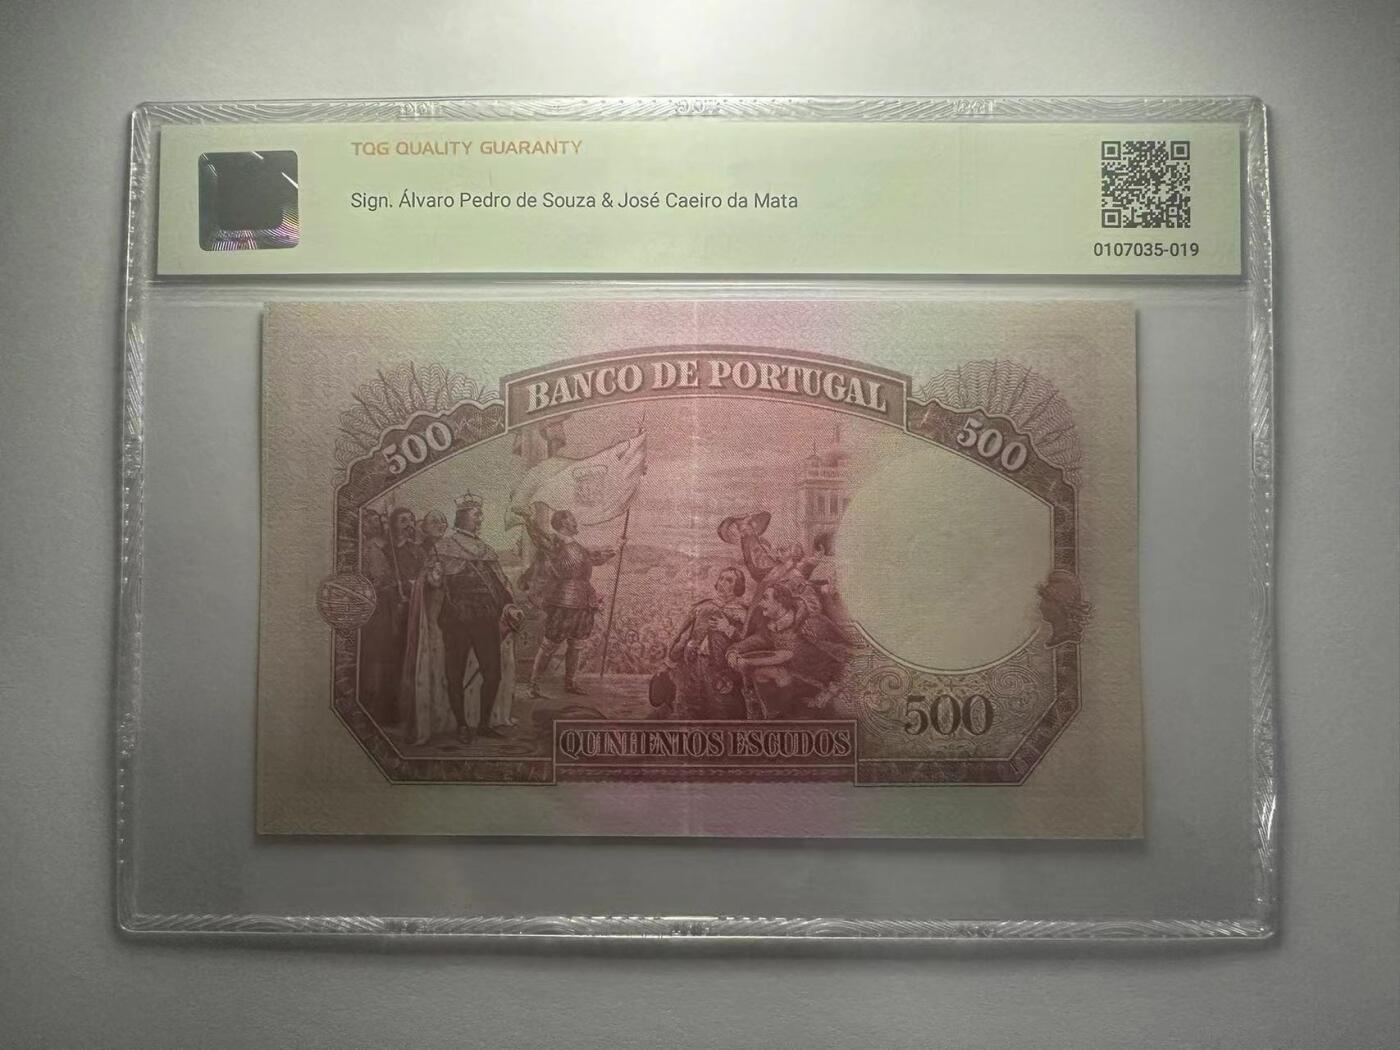 TQG QUALITY GUARANTY
Sign. Álvaro Pedro de Souza & José Caeiro da Mata
0107035-019
BANCO DE PORTUGAL
500
500
500
QUINHENTOS ESCUDOS